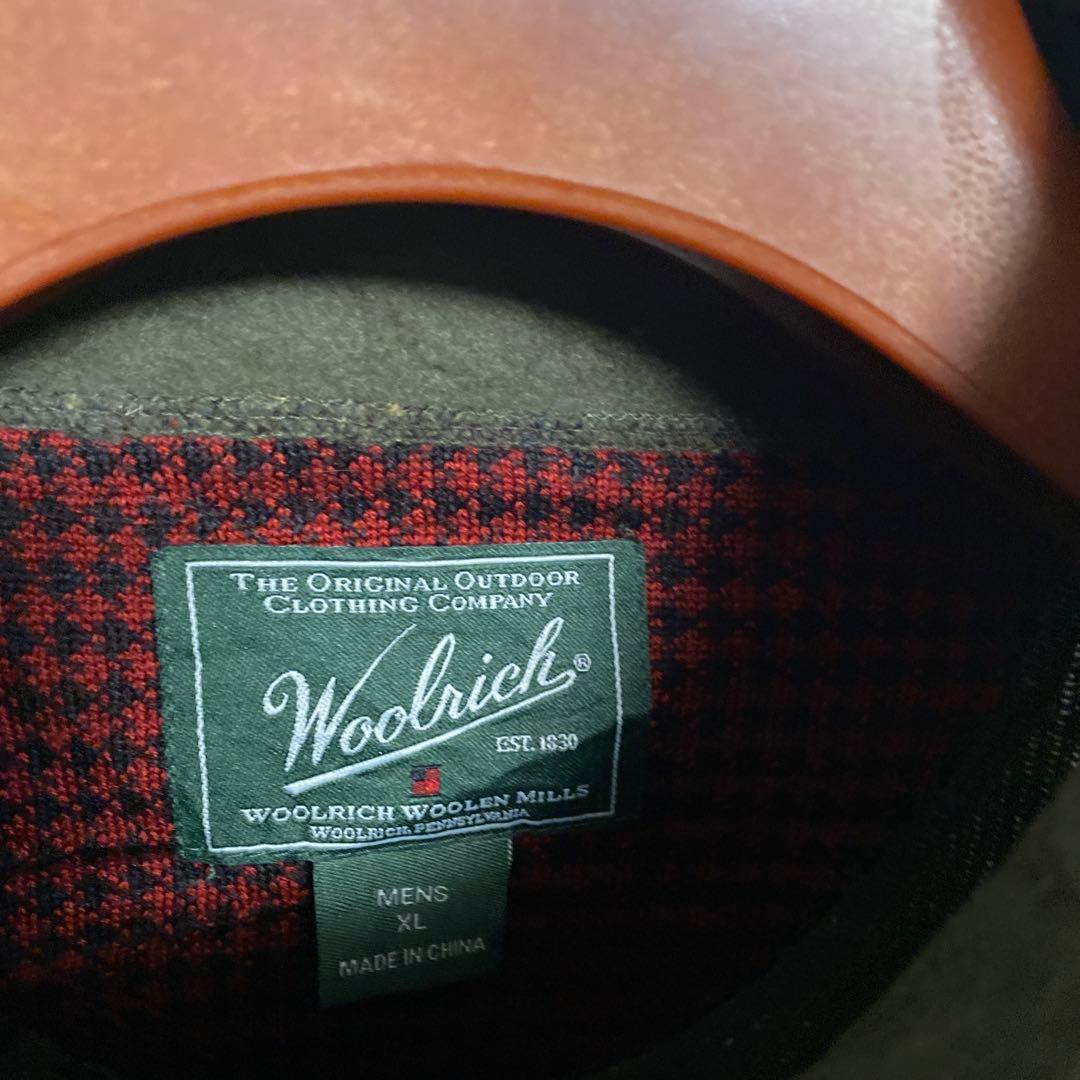 THE ORIGINAL OUTDOOR
CLOTHING COMPANY
Woolrich®
EST. 1830
WOOLRICH WOOLEN MILLS
WOOLRICH, PENNSYLVANIA
MENS
XL
MADE IN CHINA